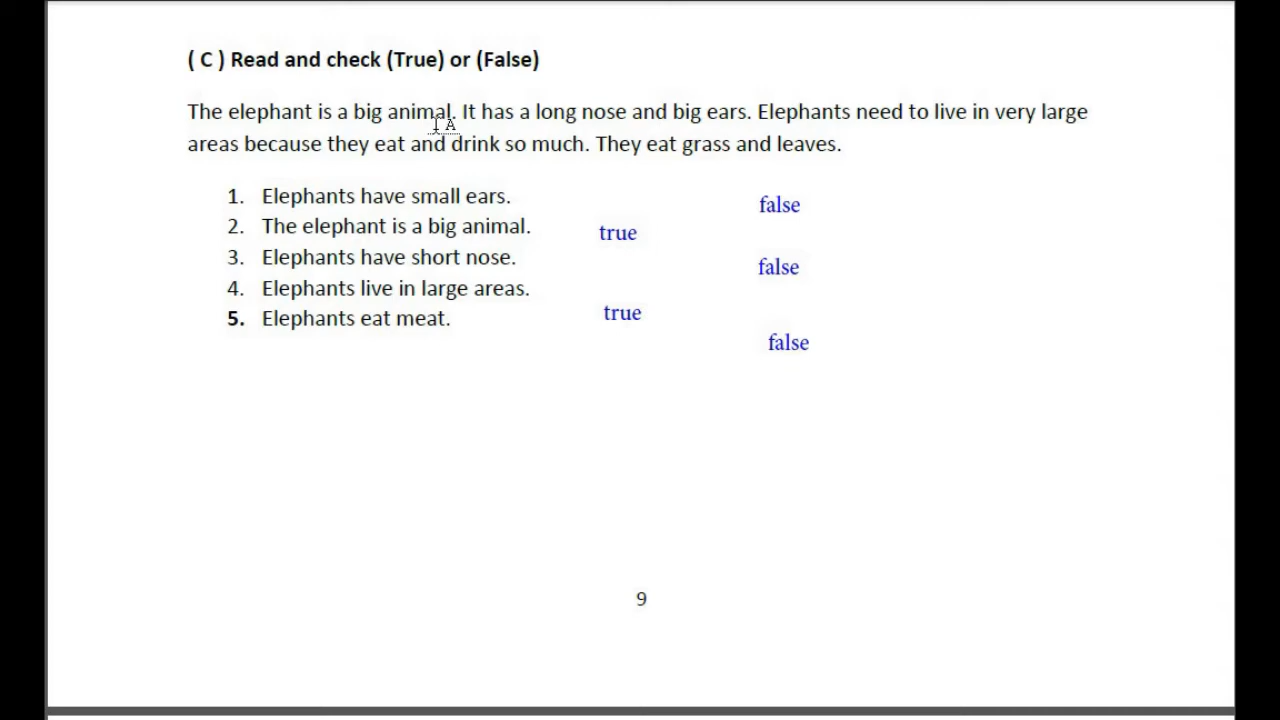 ( C ) Read and check (True) or (False)
The elephant is a big animal. It has a long nose and big ears. Elephants need to live in very large
areas because they eat and drink so much. They eat grass and leaves.
1. Elephants have small ears. false
2. The elephant is a big animal. true
3. Elephants have short nose. false
4. Elephants live in large areas. true
5. Elephants eat meat. false
9